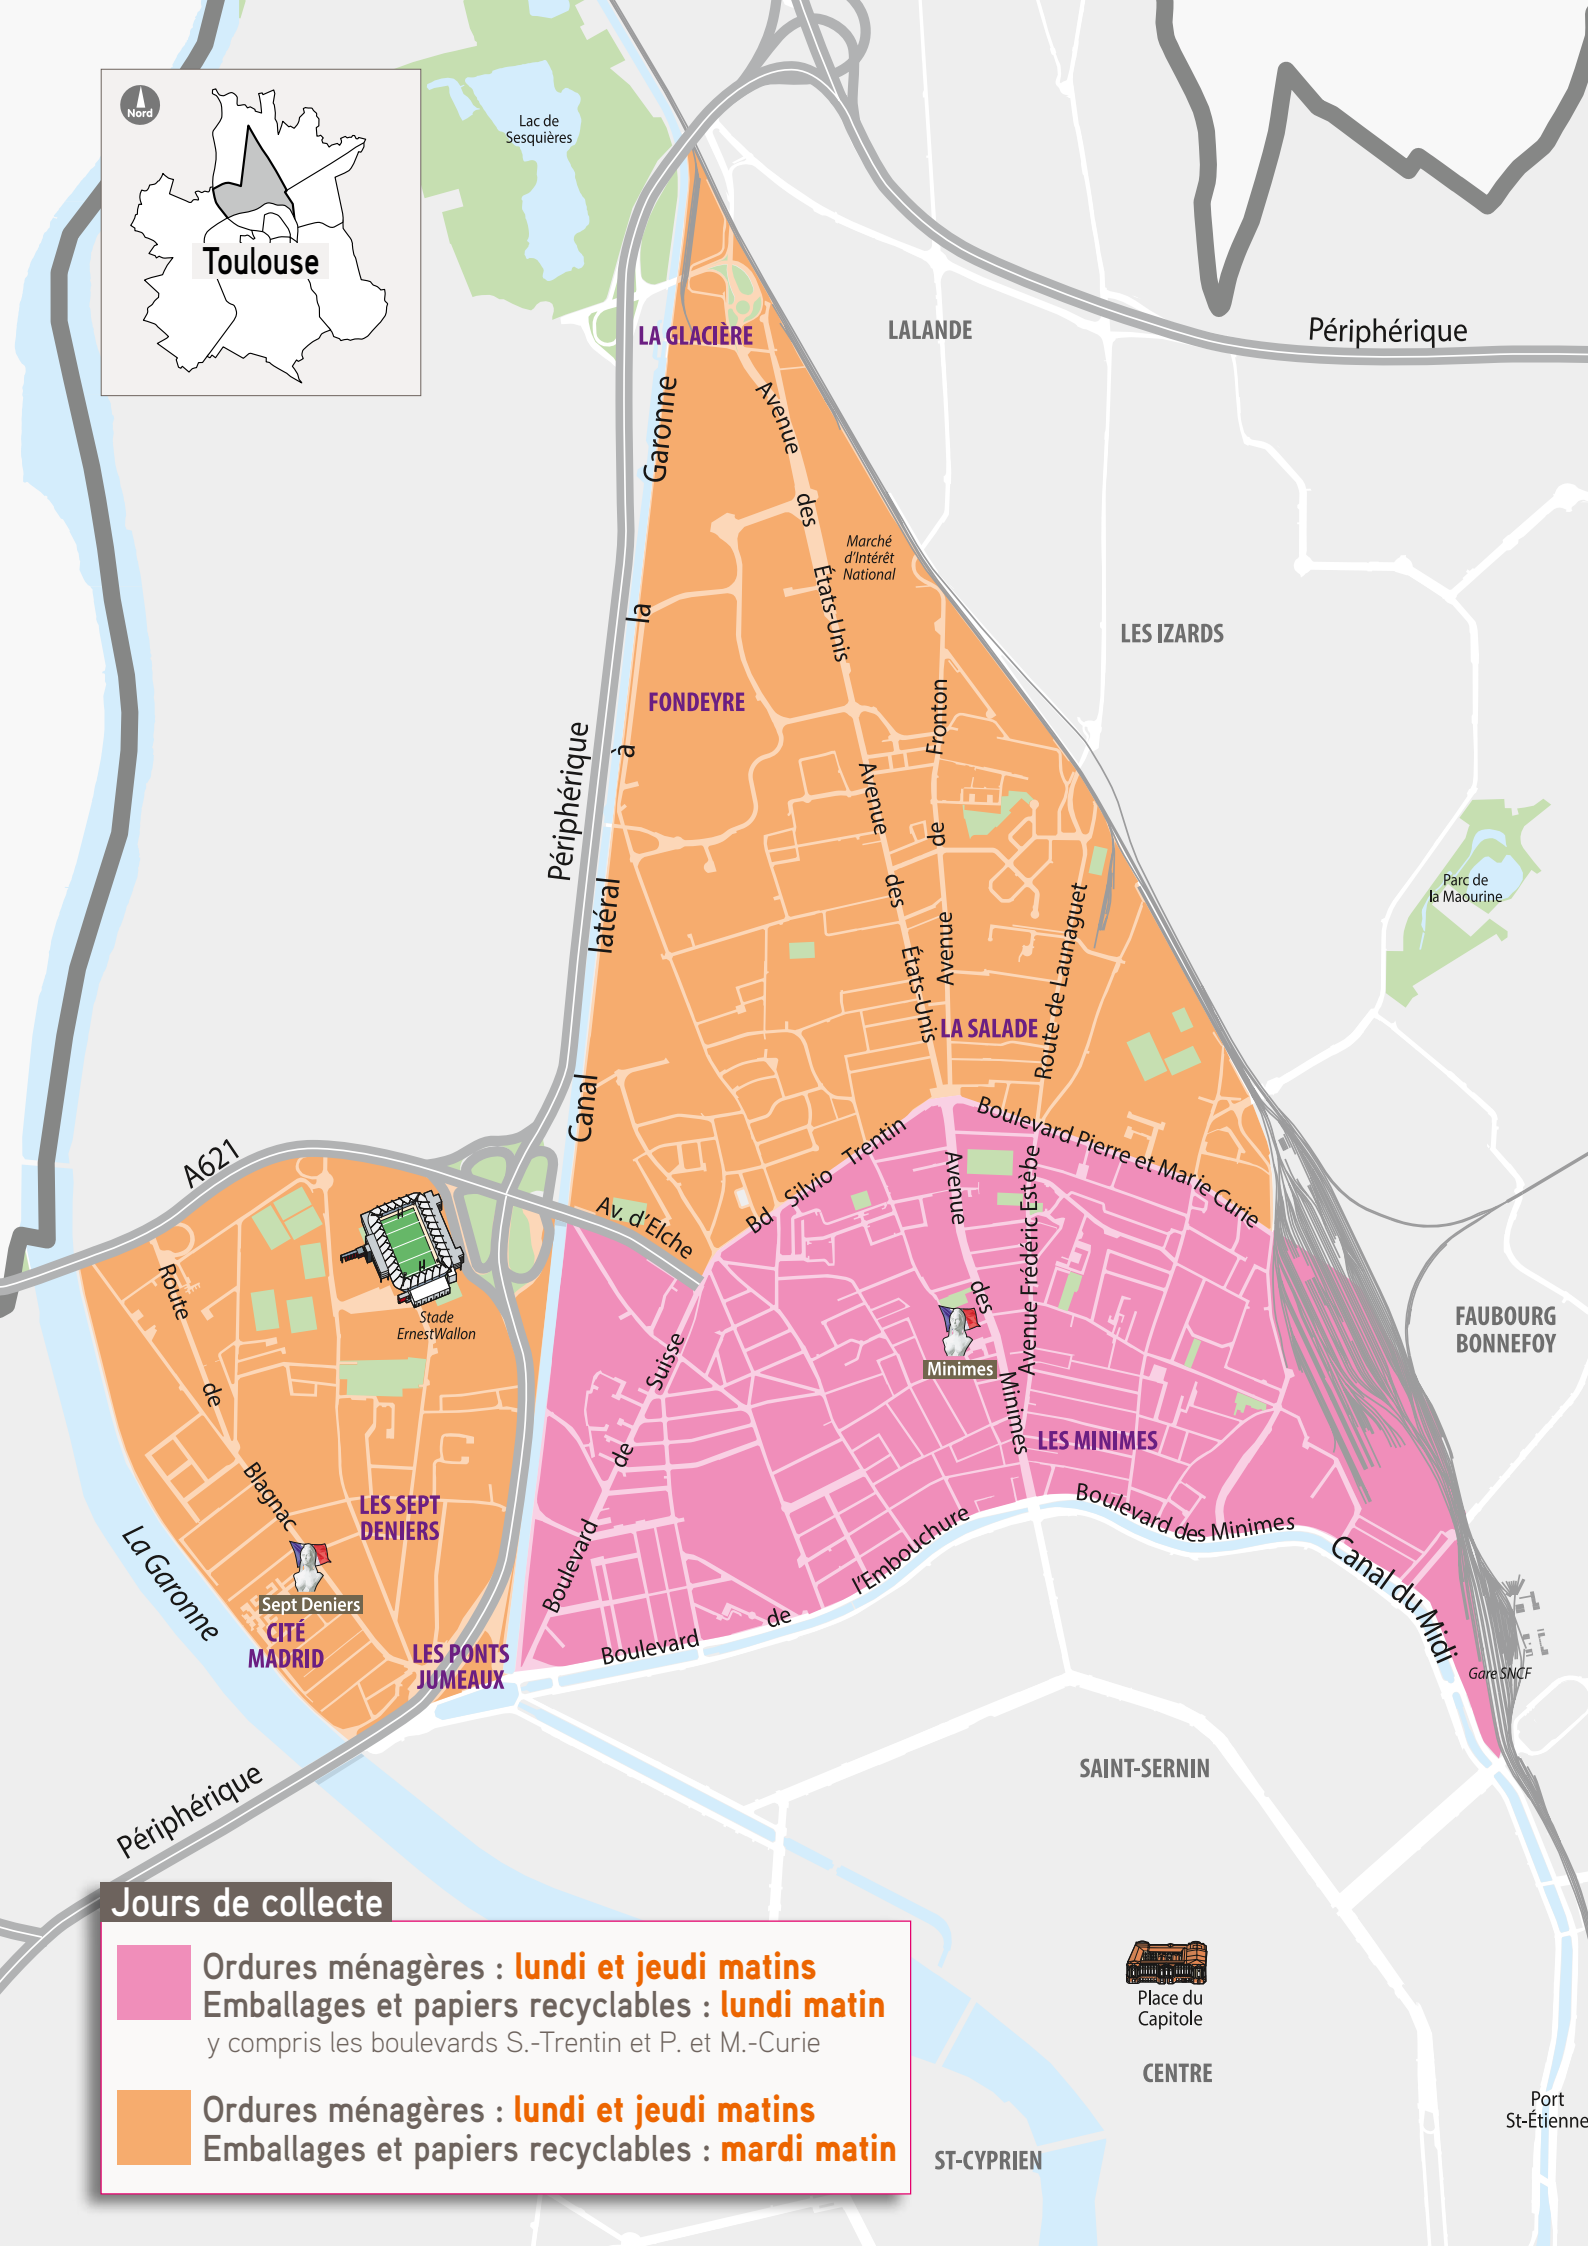 Nord
Toulouse
Lac de
Sesquières
LA GLACIÈRE
LALANDE
Périphérique
Avenue
des
États-Unis
Marché
d'Intérêt
National
LES IZARDS
FONDEYRE
Fronton
de
Avenue
Avenue
des
États-Unis
Route de Launaguet
Parc de
la Maourine
Périphérique
Canal
latéral
à
la
Garonne
LA SALADE
A621
Boulevard Pierre et Marie Curie
Bd Silvio Trentin
Av. d'Elche
Avenue
des
Minimes
Avenue Frédéric Estèbe
Route
de
Blagnac
Stade
ErnestWallon
Minimes
FAUBOURG
BONNEFOY
Boulevard
de
Suisse
LES MINIMES
LES SEPT
DENIERS
Boulevard des Minimes
La Garonne
Sept Deniers
CITÉ
MADRID
LES PONTS
JUMEAUX
Boulevard
de
l'Embouchure
Canal du Midi
Gare SNCF
SAINT-SERNIN
Périphérique
Place du
Capitole
CENTRE
Port
St-Étienne
ST-CYPRIEN
Jours de collecte
Ordures ménagères : lundi et jeudi matins
Emballages et papiers recyclables : lundi matin
y compris les boulevards S.-Trentin et P. et M.-Curie
Ordures ménagères : lundi et jeudi matins
Emballages et papiers recyclables : mardi matin